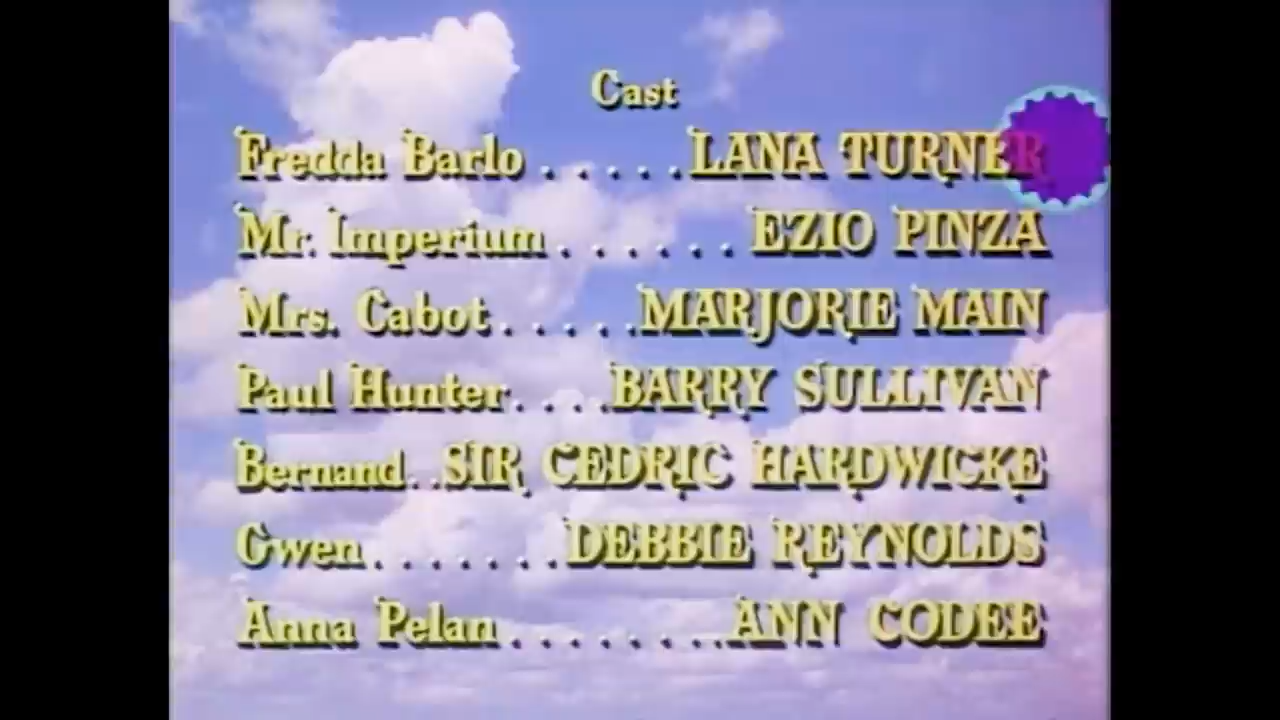 Cast
Fredda Barlo . . . . . LANA TURNER
Mr. Imperium . . . . . . EZIO PINZA
Mrs. Cabot . . . . . MARJORIE MAIN
Paul Hunter . . . . BARRY SULLIVAN
Bernand . . SIR CEDRIC HARDWICKE
Gwen . . . . . . . DEBBIE REYNOLDS
Anna Pelan . . . . . . . . ANN CODEE